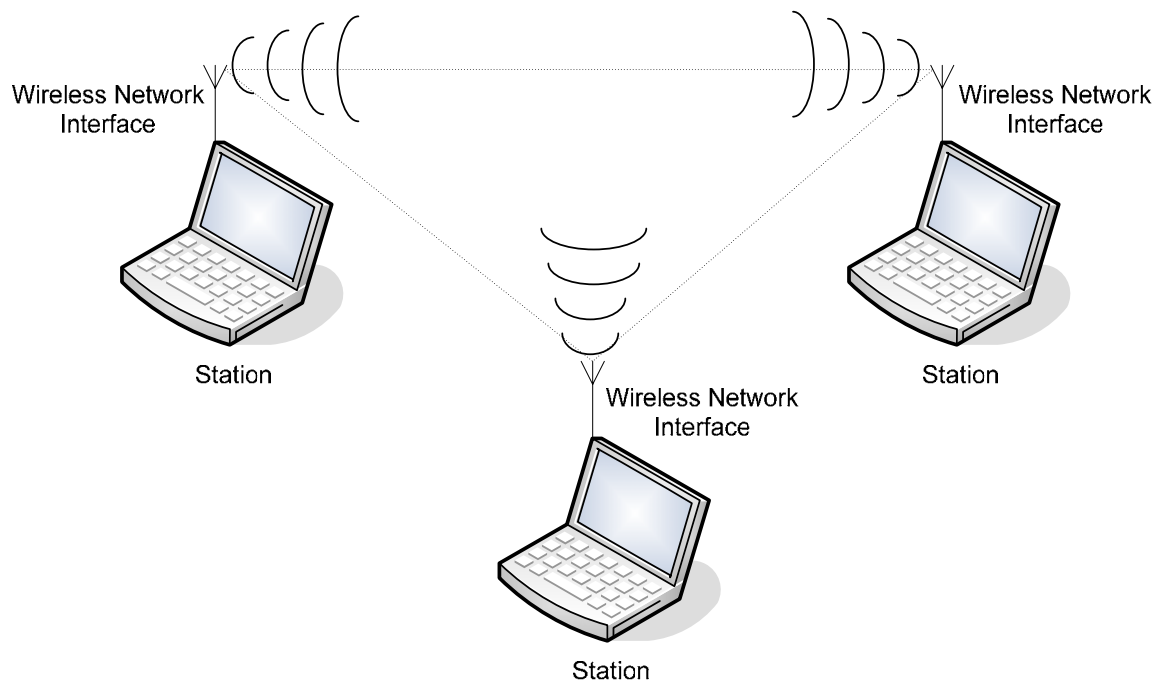 Wireless Network
Interface
Wireless Network
Interface
Station
Station
Wireless Network
Interface
Station